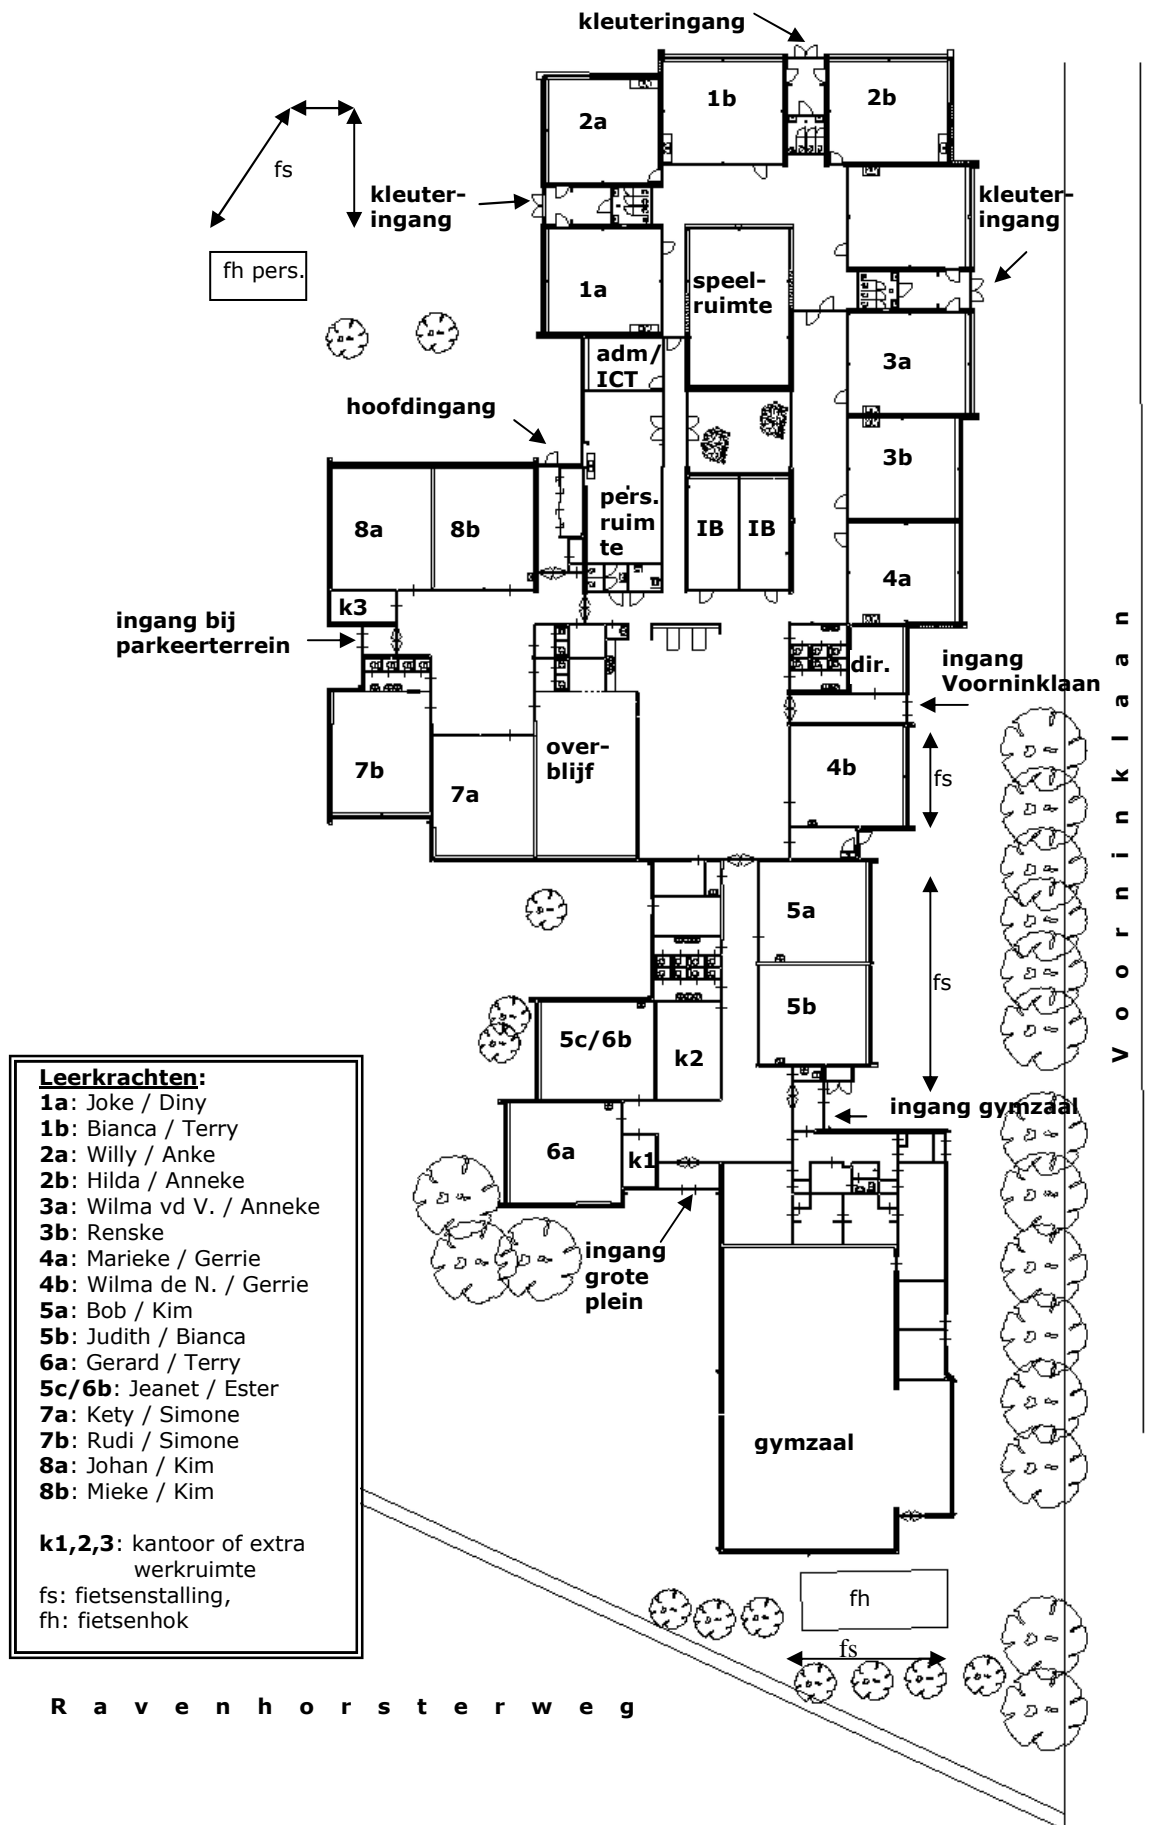 kleuteringang
1b
2b
2a
fs
kleuter-
ingang
kleuter-
ingang
fh pers.
1a
speel-
ruimte
adm/
ICT
3a
hoofdingang
3b
pers.
ruim
te
8a
8b
IB
IB
4a
k3
ingang bij
parkeerterrein
dir.
ingang
Voorninklaan
over-
blijf
7b
7a
4b
fs
5a
fs
5b
5c/6b
k2
ingang gymzaal
6a
k1
ingang
grote
plein
gymzaal
fh
fs
Voorninklaan
Leerkrachten:
1a: Joke / Diny
1b: Bianca / Terry
2a: Willy / Anke
2b: Hilda / Anneke
3a: Wilma vd V. / Anneke
3b: Renske
4a: Marieke / Gerrie
4b: Wilma de N. / Gerrie
5a: Bob / Kim
5b: Judith / Bianca
6a: Gerard / Terry
5c/6b: Jeanet / Ester
7a: Kety / Simone
7b: Rudi / Simone
8a: Johan / Kim
8b: Mieke / Kim
k1,2,3: kantoor of extra
werkruimte
fs: fietsenstalling,
fh: fietsenhok
Ravenhorsterweg